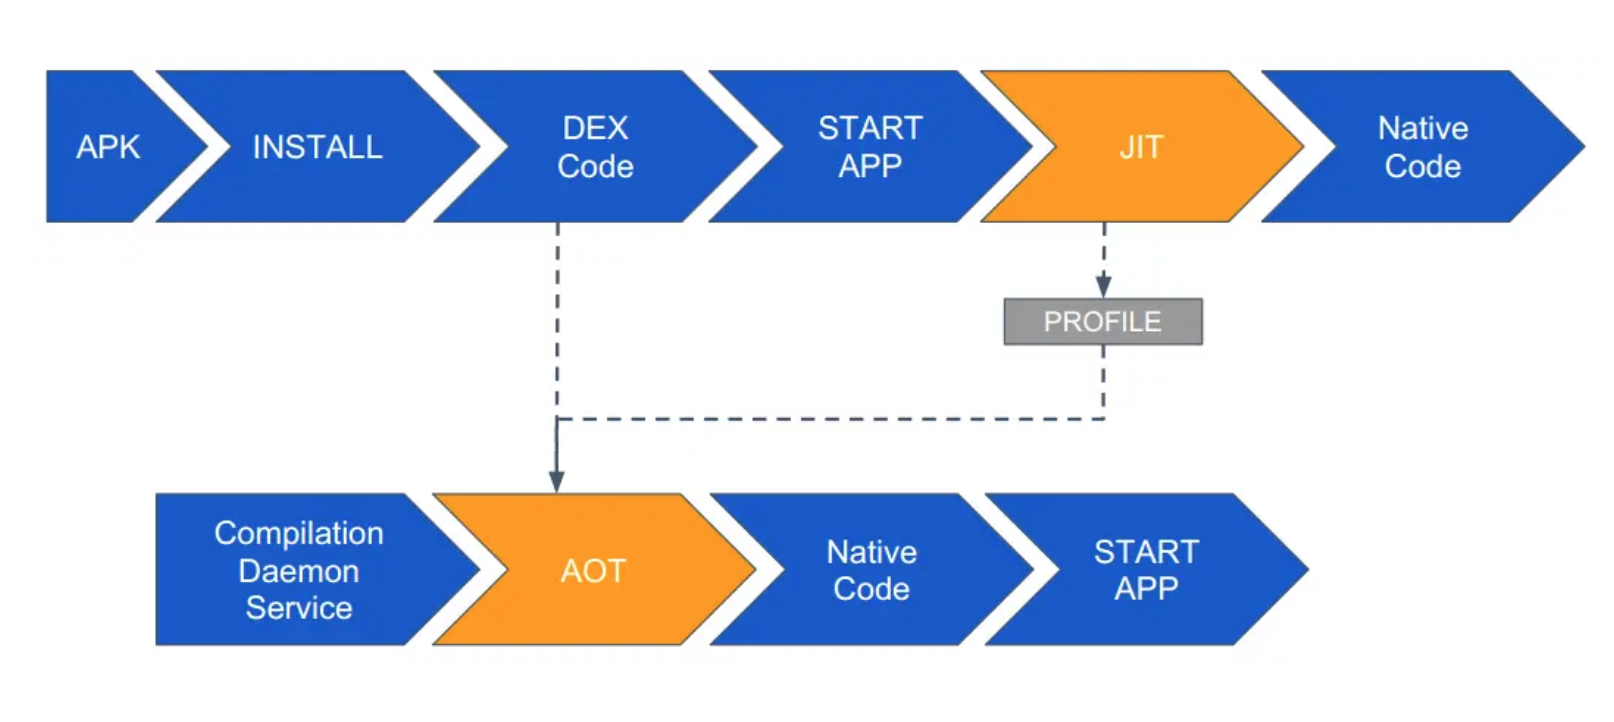 APK
INSTALL
DEX
Code
START
APP
JIT
Native
Code
PROFILE
Compilation
Daemon
Service
AOT
Native
Code
START
APP